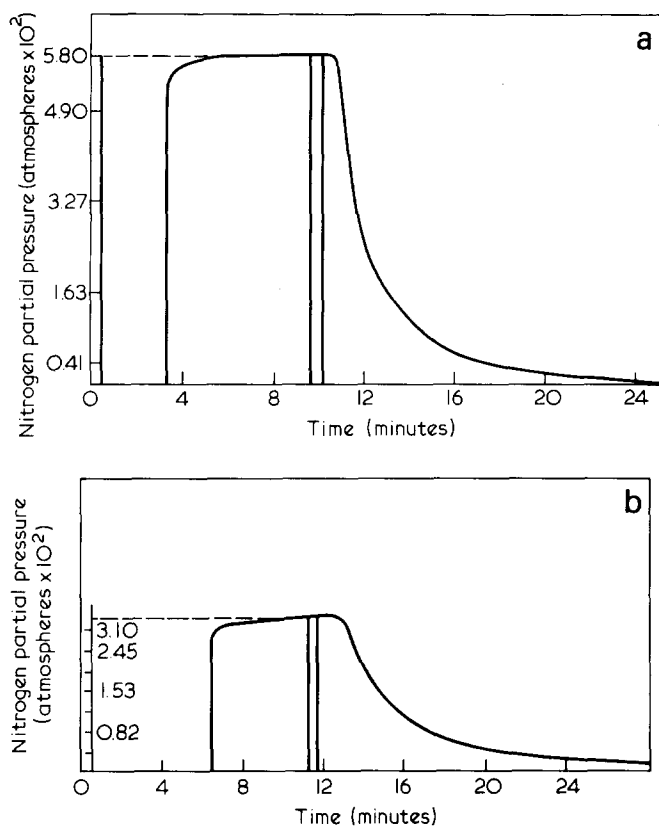 a
Nitrogen partial pressure (atmospheres x 10²)
5.80
4.90
3.27
1.63
0.41
0 4 8 12 16 20 24
Time (minutes)
b
Nitrogen partial pressure
(atmospheres x 10²)
3.10
2.45
1.53
0.82
0 4 8 12 16 20 24
Time (minutes)